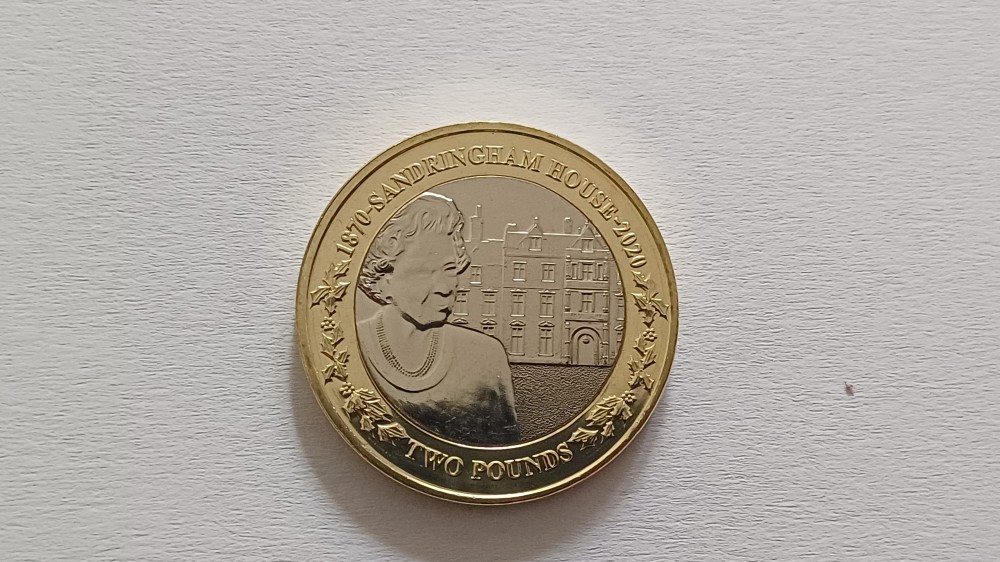 1870-SANDRINGHAM HOUSE-2020
TWO POUNDS